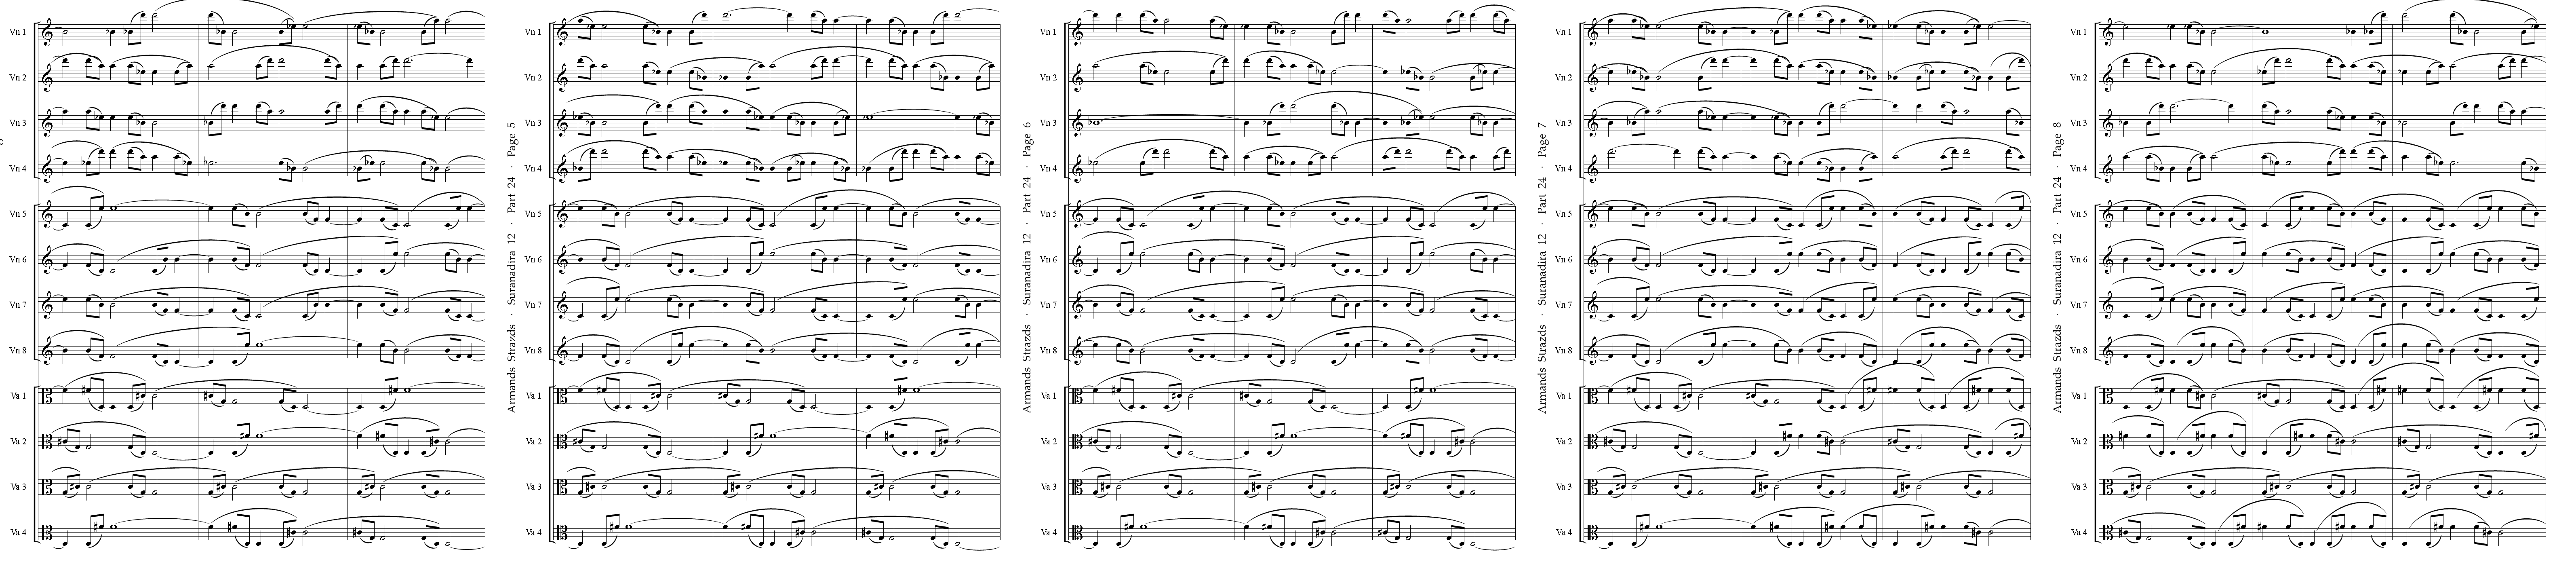 Vn 1
Vn 2
Vn 3
Vn 4
Vn 5
Vn 6
Vn 7
Vn 8
Va 1
Va 2
Va 3
Va 4
Armands Strazds · Suranadira 12 · Part 24 · Page 5
Vn 1
Vn 2
Vn 3
Vn 4
Vn 5
Vn 6
Vn 7
Vn 8
Va 1
Va 2
Va 3
Va 4
Armands Strazds · Suranadira 12 · Part 24 · Page 6
Vn 1
Vn 2
Vn 3
Vn 4
Vn 5
Vn 6
Vn 7
Vn 8
Va 1
Va 2
Va 3
Va 4
Armands Strazds · Suranadira 12 · Part 24 · Page 7
Vn 1
Vn 2
Vn 3
Vn 4
Vn 5
Vn 6
Vn 7
Vn 8
Va 1
Va 2
Va 3
Va 4
Armands Strazds · Suranadira 12 · Part 24 · Page 8
Vn 1
Vn 2
Vn 3
Vn 4
Vn 5
Vn 6
Vn 7
Vn 8
Va 1
Va 2
Va 3
Va 4